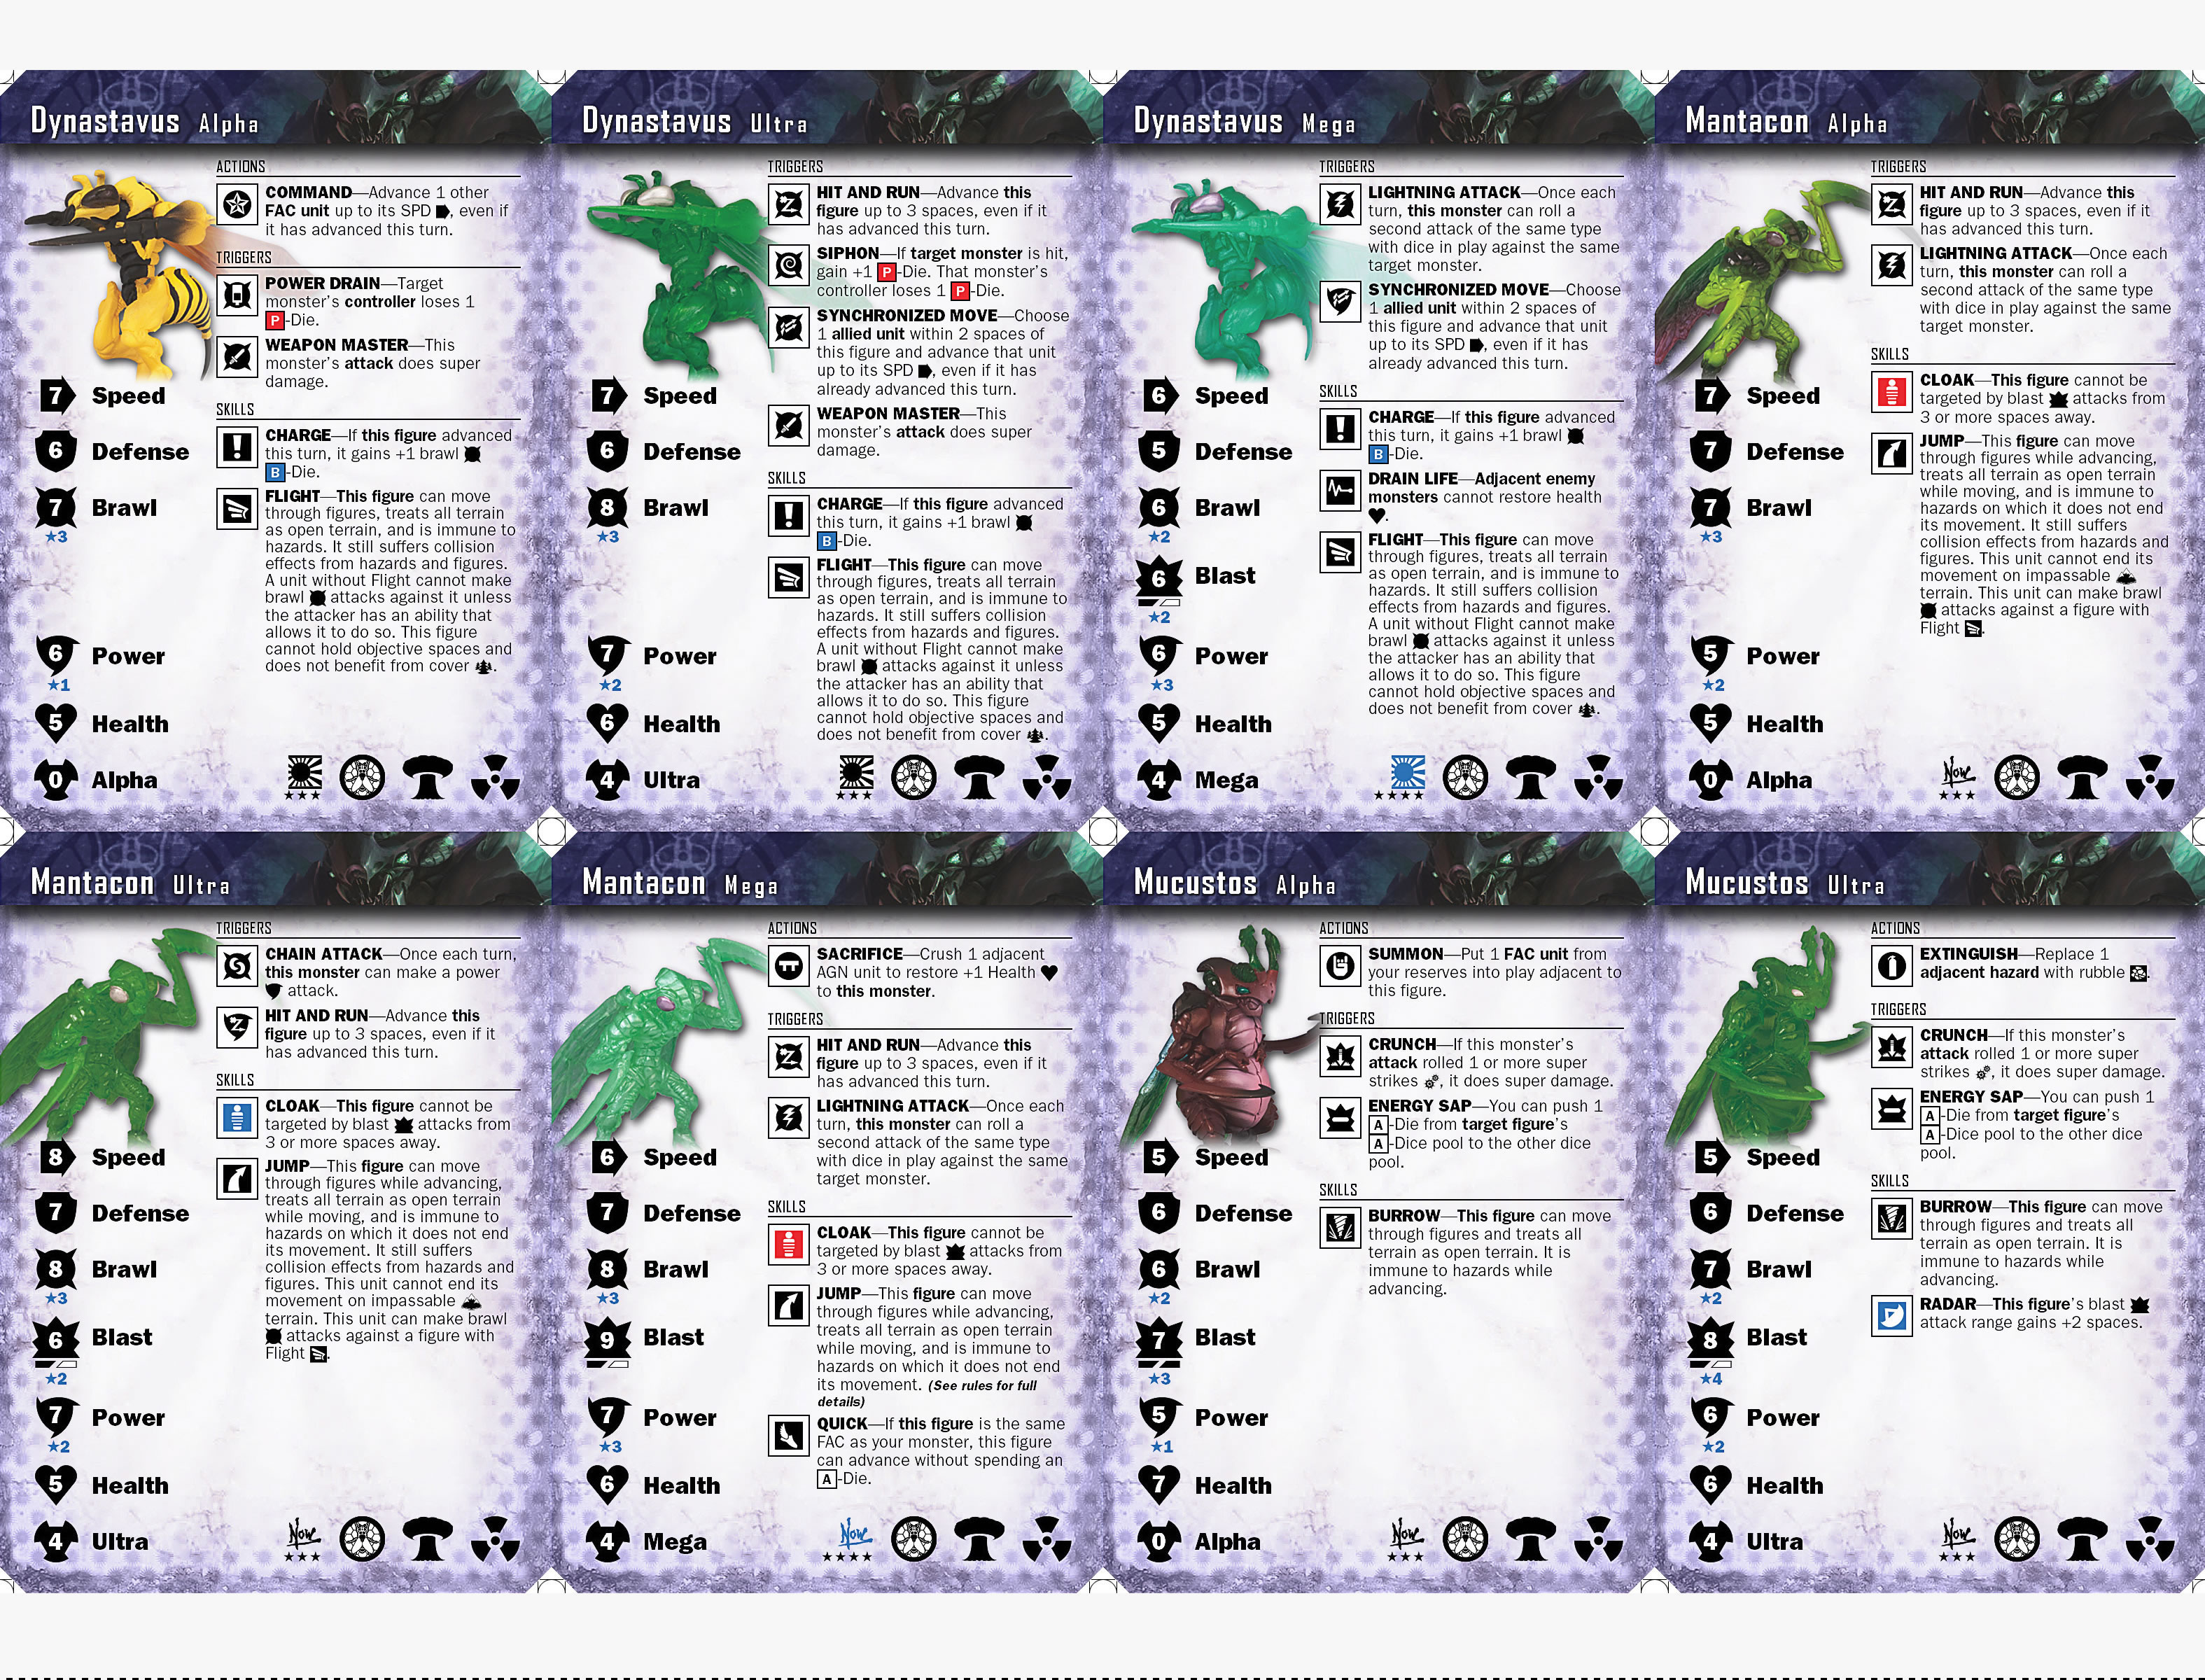 Dynastavus Alpha
ACTIONS
COMMAND—Advance 1 other
FAC unit up to its SPD , even if
it has advanced this turn.
TRIGGERS
POWER DRAIN—Target
monster's controller loses 1
P-Die.
WEAPON MASTER—This
monster's attack does super
damage.
SKILLS
CHARGE—If this figure advanced
this turn, it gains +1 brawl
B-Die.
FLIGHT—This figure can move
through figures, treats all terrain
as open terrain, and is immune to
hazards. It still suffers collision
effects from hazards and figures.
A unit without Flight cannot make
brawl attacks against it unless
the attacker has an ability that
allows it to do so. This figure
cannot hold objective spaces and
does not benefit from cover .
7 Speed
6 Defense
7 Brawl
★3
6 Power
★1
5 Health
0 Alpha
★★★
Dynastavus Ultra
TRIGGERS
HIT AND RUN—Advance this
figure up to 3 spaces, even if it
has advanced this turn.
SIPHON—If target monster is hit,
gain +1 P-Die. That monster's
controller loses 1 P-Die.
SYNCHRONIZED MOVE—Choose
1 allied unit within 2 spaces of
this figure and advance that unit
up to its SPD , even if it has
already advanced this turn.
WEAPON MASTER—This
monster's attack does super
damage.
SKILLS
CHARGE—If this figure advanced
this turn, it gains +1 brawl
B-Die.
FLIGHT—This figure can move
through figures, treats all terrain
as open terrain, and is immune to
hazards. It still suffers collision
effects from hazards and figures.
A unit without Flight cannot make
brawl attacks against it unless
the attacker has an ability that
allows it to do so. This figure
cannot hold objective spaces and
does not benefit from cover .
7 Speed
6 Defense
8 Brawl
★3
7 Power
★2
6 Health
4 Ultra
★★★
Dynastavus Mega
TRIGGERS
LIGHTNING ATTACK—Once each
turn, this monster can roll a
second attack of the same type
with dice in play against the same
target monster.
SYNCHRONIZED MOVE—Choose
1 allied unit within 2 spaces of
this figure and advance that unit
up to its SPD , even if it has
already advanced this turn.
SKILLS
CHARGE—If this figure advanced
this turn, it gains +1 brawl
B-Die.
DRAIN LIFE—Adjacent enemy
monsters cannot restore health
.
FLIGHT—This figure can move
through figures, treats all terrain
as open terrain, and is immune to
hazards. It still suffers collision
effects from hazards and figures.
A unit without Flight cannot make
brawl attacks against it unless
the attacker has an ability that
allows it to do so. This figure
cannot hold objective spaces and
does not benefit from cover .
6 Speed
5 Defense
6 Brawl
★2
6 Blast
★2
6 Power
★3
5 Health
4 Mega
★★★★
Mantacon Alpha
TRIGGERS
HIT AND RUN—Advance this
figure up to 3 spaces, even if it
has advanced this turn.
LIGHTNING ATTACK—Once each
turn, this monster can roll a
second attack of the same type
with dice in play against the same
target monster.
SKILLS
CLOAK—This figure cannot be
targeted by blast attacks from
3 or more spaces away.
JUMP—This figure can move
through figures while advancing,
treats all terrain as open terrain
while moving, and is immune to
hazards on which it does not end
its movement. It still suffers
collision effects from hazards and
figures. This unit cannot end its
movement on impassable
terrain. This unit can make brawl
attacks against a figure with
Flight .
7 Speed
7 Defense
7 Brawl
★3
5 Power
★2
5 Health
0 Alpha
Now
★★★
Mantacon Ultra
TRIGGERS
CHAIN ATTACK—Once each turn,
this monster can make a power
attack.
HIT AND RUN—Advance this
figure up to 3 spaces, even if it
has advanced this turn.
SKILLS
CLOAK—This figure cannot be
targeted by blast attacks from
3 or more spaces away.
JUMP—This figure can move
through figures while advancing,
treats all terrain as open terrain
while moving, and is immune to
hazards on which it does not end
its movement. It still suffers
collision effects from hazards and
figures. This unit cannot end its
movement on impassable
terrain. This unit can make brawl
attacks against a figure with
Flight .
8 Speed
7 Defense
8 Brawl
★3
6 Blast
★2
7 Power
★2
5 Health
4 Ultra
Now
★★★
Mantacon Mega
ACTIONS
SACRIFICE—Crush 1 adjacent
AGN unit to restore +1 Health
to this monster.
TRIGGERS
HIT AND RUN—Advance this
figure up to 3 spaces, even if it
has advanced this turn.
LIGHTNING ATTACK—Once each
turn, this monster can roll a
second attack of the same type
with dice in play against the same
target monster.
SKILLS
CLOAK—This figure cannot be
targeted by blast attacks from
3 or more spaces away.
JUMP—This figure can move
through figures while advancing,
treats all terrain as open terrain
while moving, and is immune to
hazards on which it does not end
its movement. (See rules for full
details)
QUICK—If this figure is the same
FAC as your monster, this figure
can advance without spending an
A-Die.
6 Speed
7 Defense
8 Brawl
★3
9 Blast
7 Power
★3
6 Health
4 Mega
Now
★★★★
Mucustos Alpha
ACTIONS
SUMMON—Put 1 FAC unit from
your reserves into play adjacent to
this figure.
TRIGGERS
CRUNCH—If this monster's
attack rolled 1 or more super
strikes , it does super damage.
ENERGY SAP—You can push 1
A-Die from target figure's
A-Dice pool to the other dice
pool.
SKILLS
BURROW—This figure can move
through figures and treats all
terrain as open terrain. It is
immune to hazards while
advancing.
5 Speed
6 Defense
6 Brawl
★2
7 Blast
★3
5 Power
★1
7 Health
0 Alpha
Now
★★★
Mucustos Ultra
ACTIONS
EXTINGUISH—Replace 1
adjacent hazard with rubble .
TRIGGERS
CRUNCH—If this monster's
attack rolled 1 or more super
strikes , it does super damage.
ENERGY SAP—You can push 1
A-Die from target figure's
A-Dice pool to the other dice
pool.
SKILLS
BURROW—This figure can move
through figures and treats all
terrain as open terrain. It is
immune to hazards while
advancing.
RADAR—This figure's blast
attack range gains +2 spaces.
5 Speed
6 Defense
7 Brawl
★2
8 Blast
★4
6 Power
★2
6 Health
4 Ultra
Now
★★★